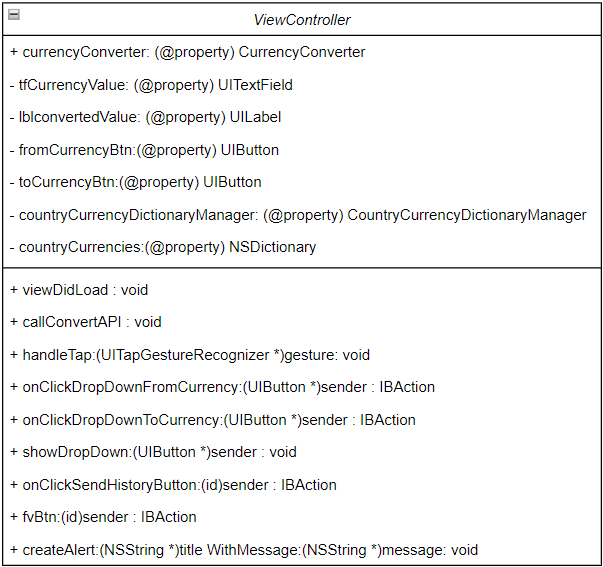 ViewController
+ currencyConverter: (@property) CurrencyConverter
- tfCurrencyValue: (@property) UITextField
- lblconvertedValue: (@property) UILabel
- fromCurrencyBtn:(@property) UIButton
- toCurrencyBtn:(@property) UIButton
- countryCurrencyDictionaryManager: (@property) CountryCurrencyDictionaryManager
- countryCurrencies:(@property) NSDictionary
+ viewDidLoad : void
+ callConvertAPI : void
+ handleTap:(UITapGestureRecognizer *)gesture: void
+ onClickDropDownFromCurrency:(UIButton *)sender : IBAction
+ onClickDropDownToCurrency:(UIButton *)sender : IBAction
+ showDropDown:(UIButton *)sender : void
+ onClickSendHistoryButton:(id)sender : IBAction
+ fvBtn:(id)sender : IBAction
+ createAlert:(NSString *)title WithMessage:(NSString *)message: void